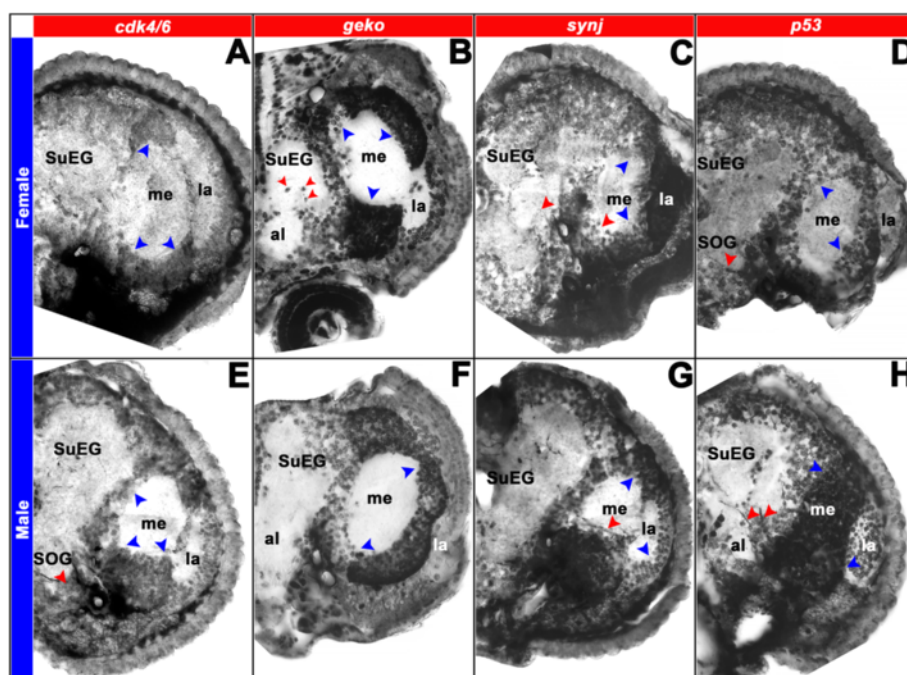 cdk4/6 geko synj p53
Female
A
SuEG
me
la
B
SuEG
me
la
al
C
SuEG
me
la
D
SuEG
me
la
SOG
Male
E
SuEG
me
la
SOG
F
SuEG
me
al
la
G
SuEG
me
la
H
SuEG
me
al
la